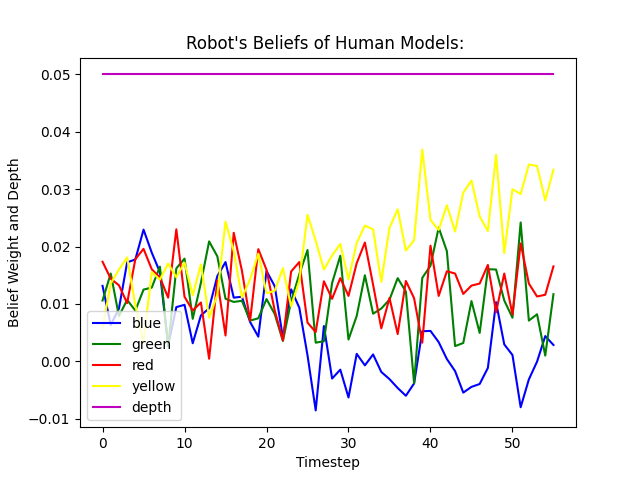 Robot's Beliefs of Human Models:
Belief Weight and Depth
0.05
0.04
0.03
0.02
0.01
0.00
−0.01
blue
green
red
yellow
depth
0 10 20 30 40 50
Timestep